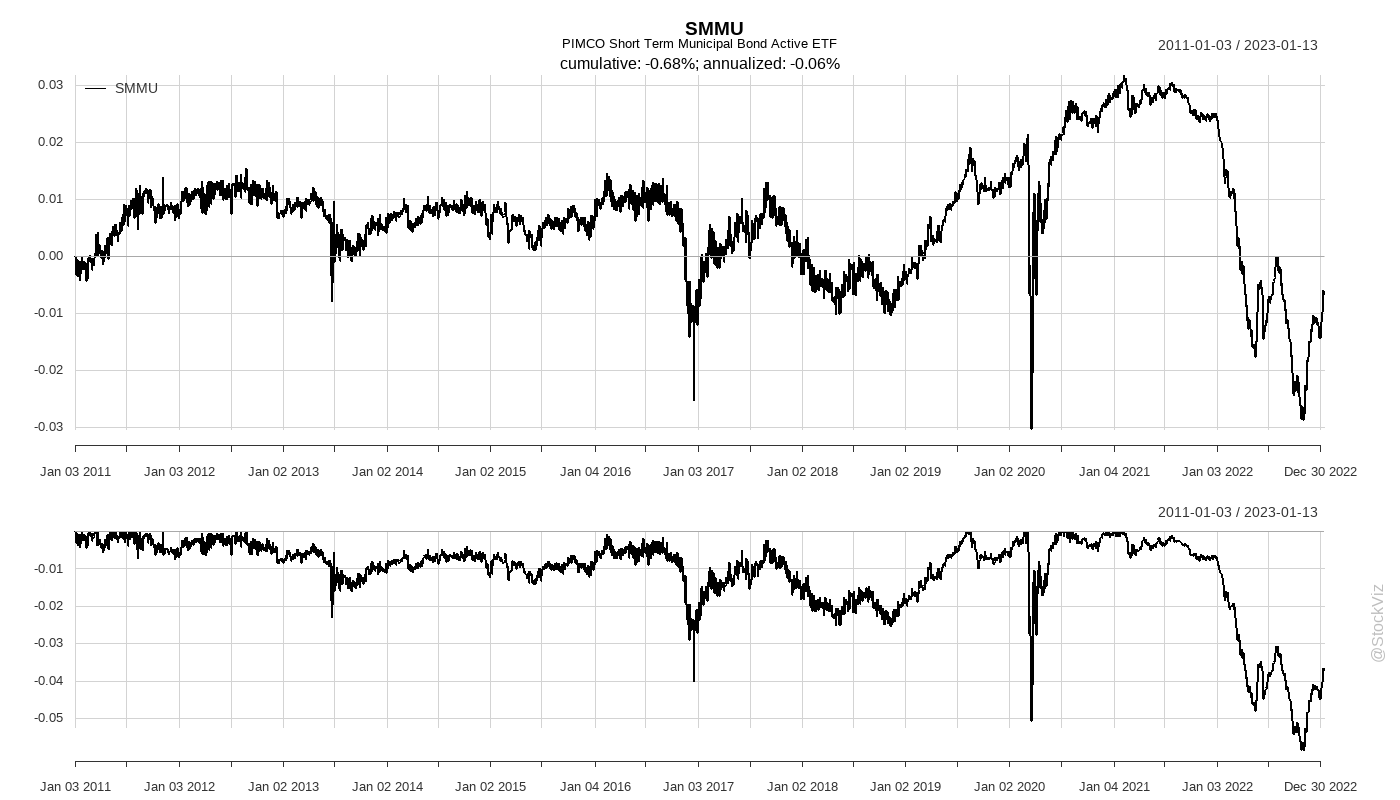 SMMU
PIMCO Short Term Municipal Bond Active ETF
2011-01-03 / 2023-01-13
cumulative: -0.68%; annualized: -0.06%
SMMU
0.03
0.02
0.01
0.00
-0.01
-0.02
-0.03
Jan 03 2011 Jan 03 2012 Jan 02 2013 Jan 02 2014 Jan 02 2015 Jan 04 2016 Jan 03 2017 Jan 02 2018 Jan 02 2019 Jan 02 2020 Jan 04 2021 Jan 03 2022 Dec 30 2022
2011-01-03 / 2023-01-13
-0.01
-0.02
-0.03
-0.04
-0.05
Jan 03 2011 Jan 03 2012 Jan 02 2013 Jan 02 2014 Jan 02 2015 Jan 04 2016 Jan 03 2017 Jan 02 2018 Jan 02 2019 Jan 02 2020 Jan 04 2021 Jan 03 2022 Dec 30 2022
@StockViz